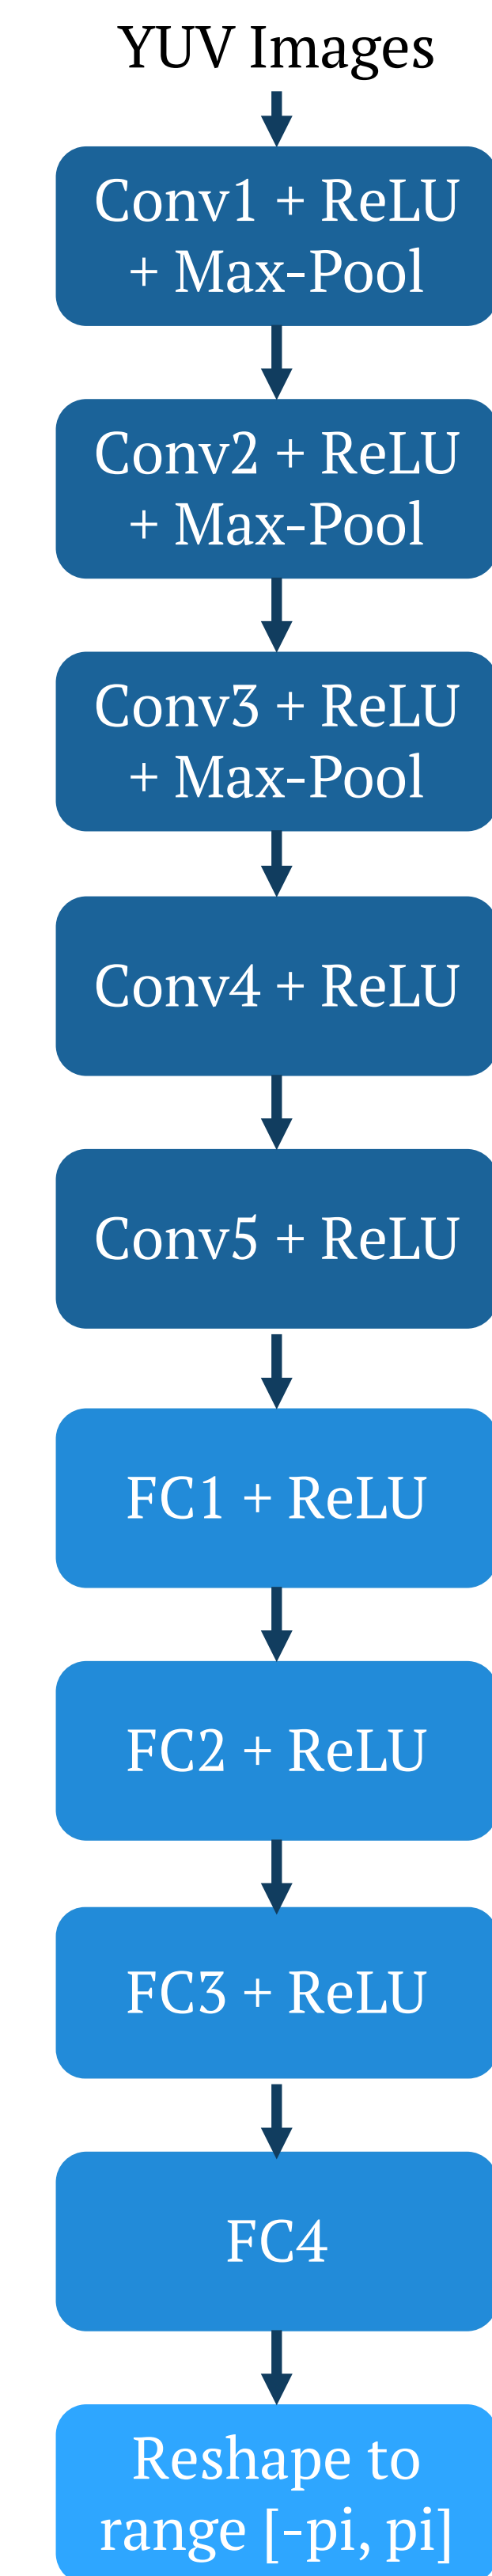 YUV Images
Conv1 + ReLU
+ Max-Pool
Conv2 + ReLU
+ Max-Pool
Conv3 + ReLU
+ Max-Pool
Conv4 + ReLU
Conv5 + ReLU
FC1 + ReLU
FC2 + ReLU
FC3 + ReLU
FC4
Reshape to
range [-pi, pi]